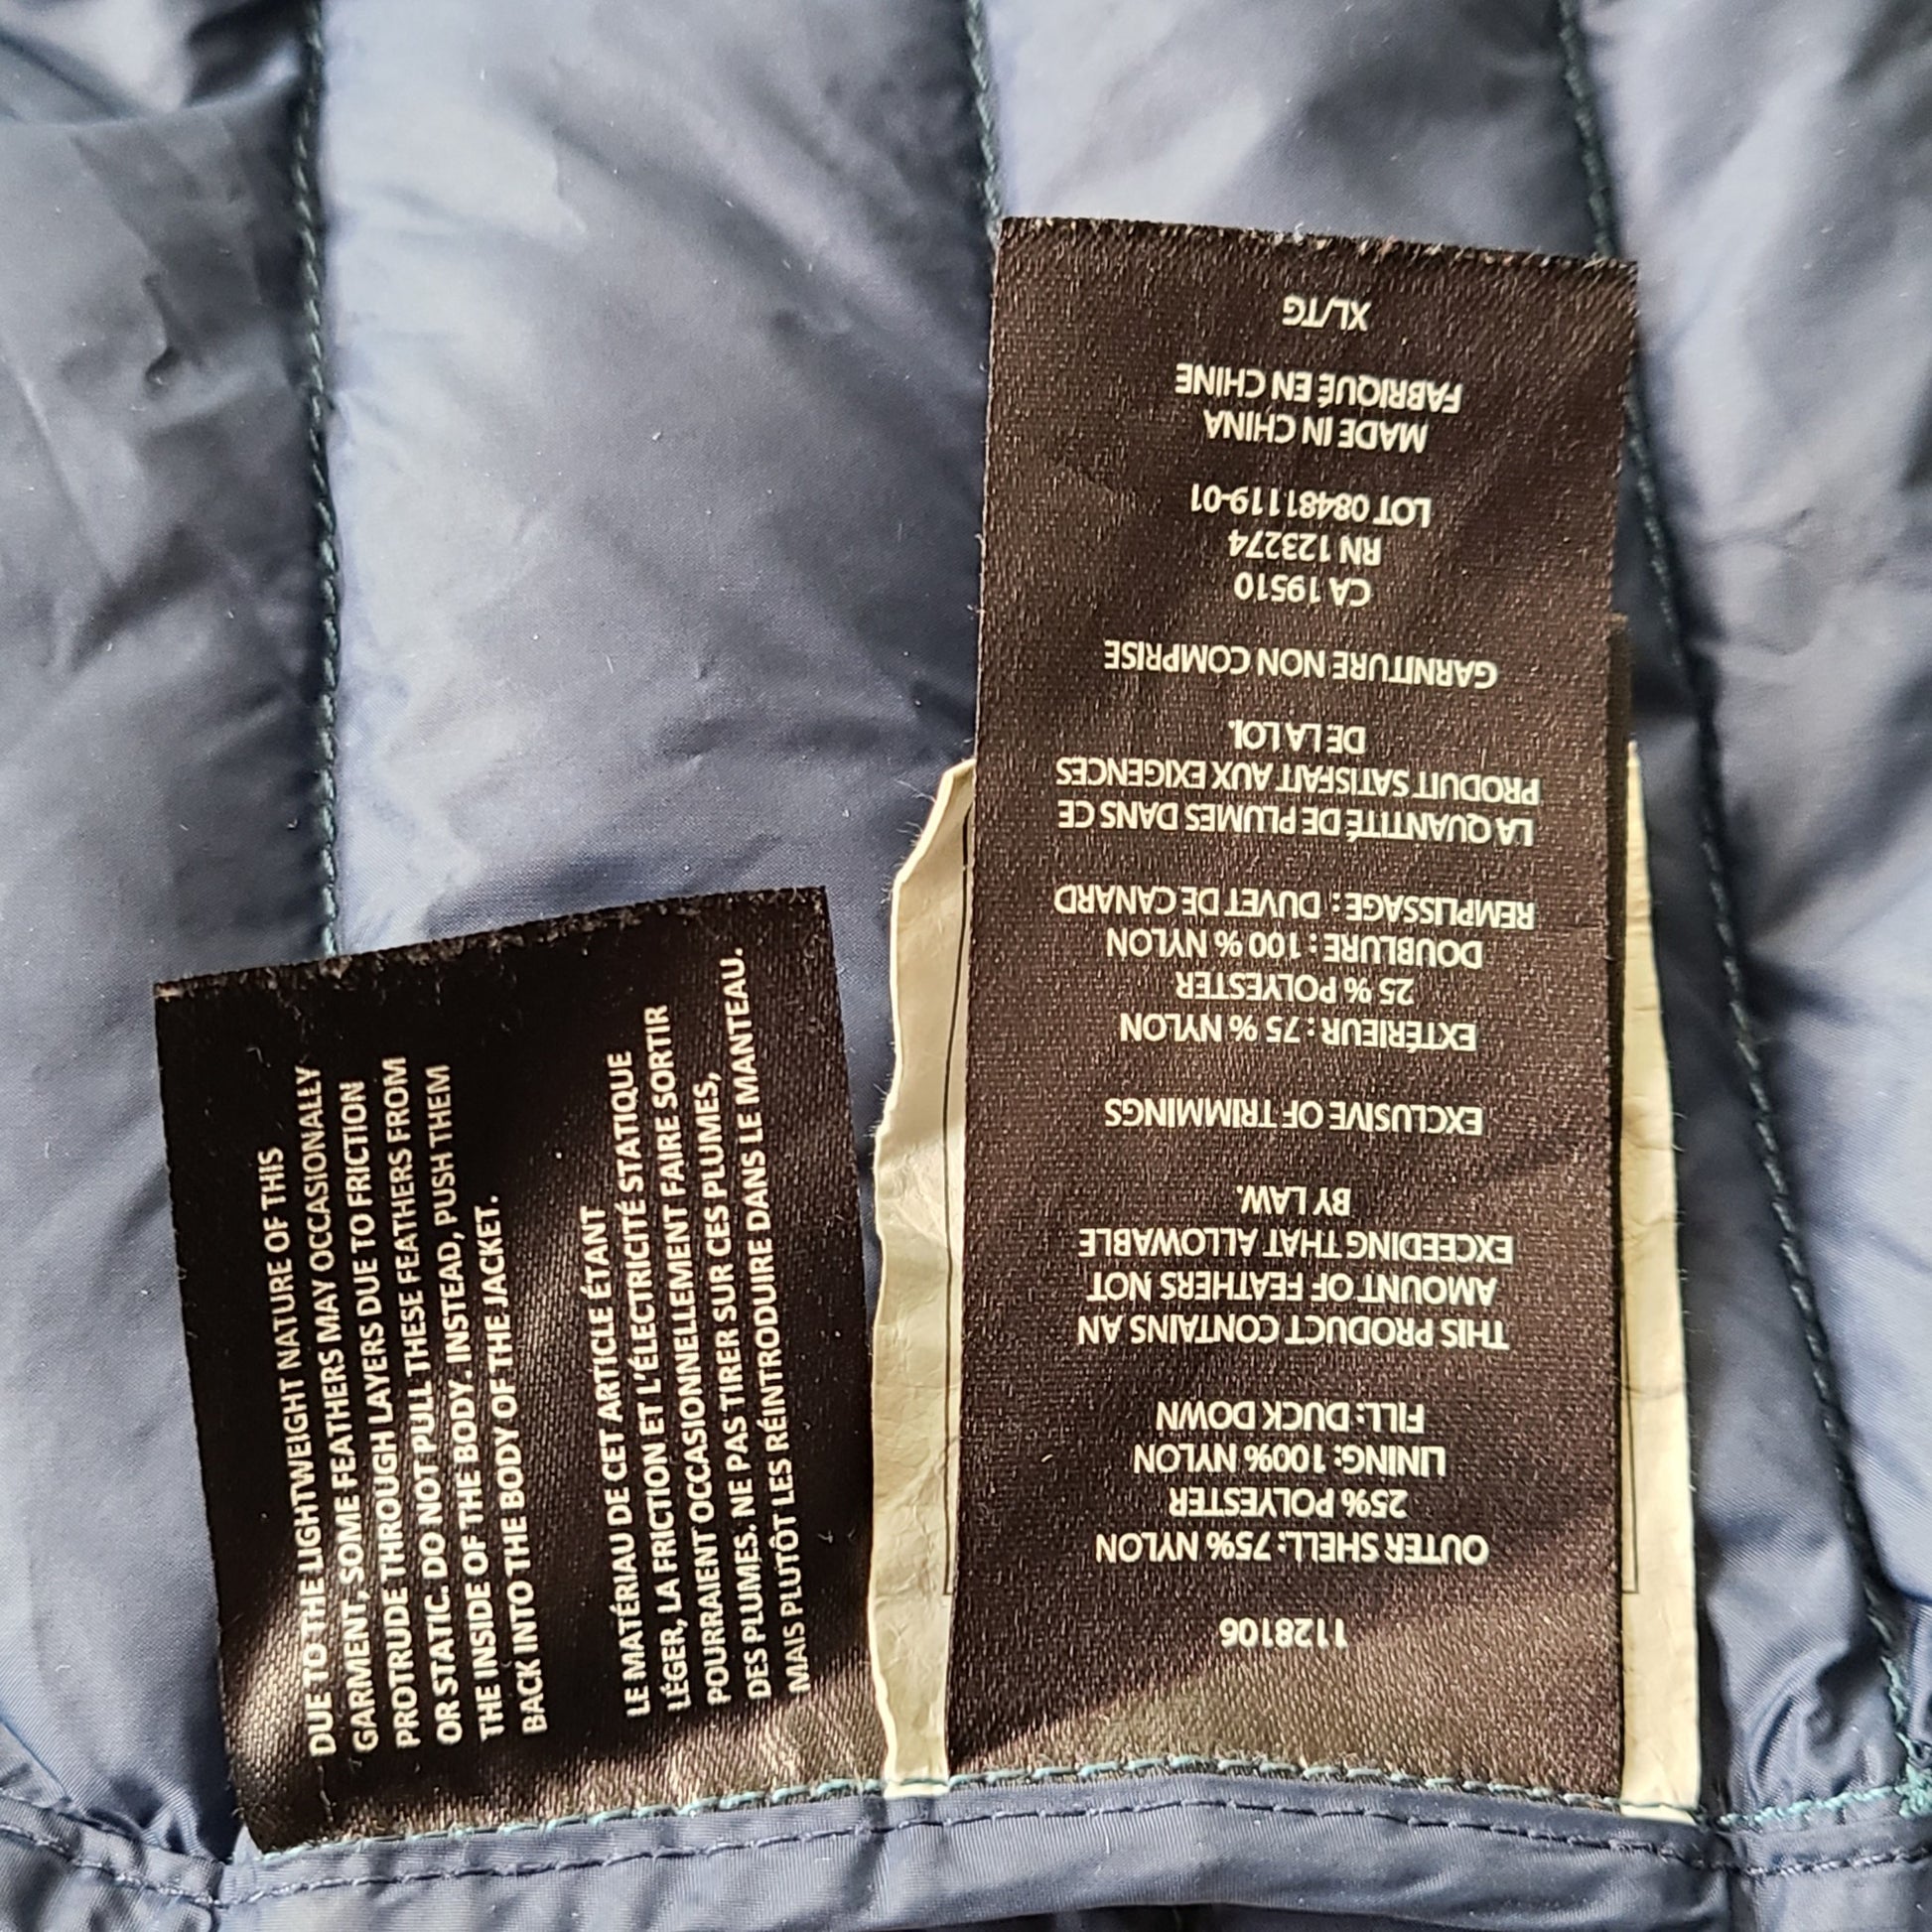 DUE TO THE LIGHTWEIGHT NATURE OF THIS
GARMENT, SOME FEATHERS MAY OCCASIONALLY
PROTRUDE THROUGH LAYERS DUE TO FRICTION
OR STATIC. DO NOT PULL THESE FEATHERS FROM
THE INSIDE OF THE BODY. INSTEAD, PUSH THEM
BACK INTO THE BODY OF THE JACKET.
LE MATÉRIAU DE CET ARTICLE ÉTANT
LÉGER, LA FRICTION ET L'ÉLECTRICITÉ STATIQUE
POURRAIENT OCCASIONNELLEMENT FAIRE SORTIR
DES PLUMES. NE PAS TIRER SUR CES PLUMES,
MAIS PLUTÔT LES RÉINTRODUIRE DANS LE MANTEAU.
1128106
OUTER SHELL: 75% NYLON
25% POLYESTER
LINING: 100% NYLON
FILL: DUCK DOWN
THIS PRODUCT CONTAINS AN
AMOUNT OF FEATHERS NOT
EXCEEDING THAT ALLOWABLE
BY LAW.
EXCLUSIVE OF TRIMMINGS
EXTÉRIEUR : 75 % NYLON
25 % POLYESTER
DOUBLURE : 100 % NYLON
REMPLISSAGE : DUVET DE CANARD
LA QUANTITÉ DE PLUMES DANS CE
PRODUIT SATISFAIT AUX EXIGENCES
DE LA LOI.
GARNITURE NON COMPRISE
CA 19510
RN 123274
LOT 08481119-01
MADE IN CHINA
FABRIQUÉ EN CHINE
XL/TG